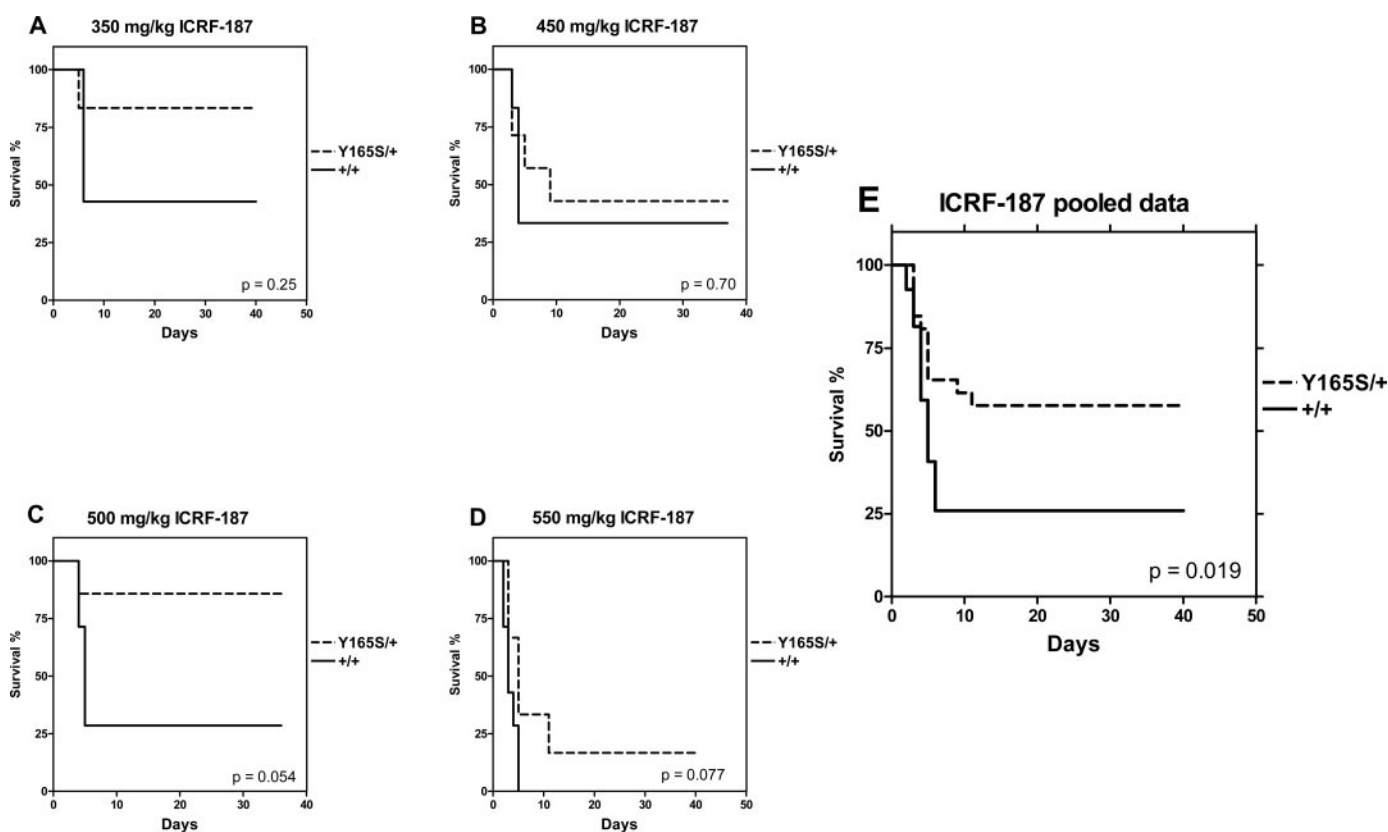 A 350 mg/kg ICRF-187
100
75
50
25
0
Survival %
0 10 20 30 40 50
Days
p = 0.25
Y165S/+
+/+
B 450 mg/kg ICRF-187
100
75
50
25
0
Survival %
0 10 20 30 40
Days
p = 0.70
Y165S/+
+/+
C 500 mg/kg ICRF-187
100
75
50
25
0
Survival %
0 10 20 30 40
Days
p = 0.054
Y165S/+
+/+
D 550 mg/kg ICRF-187
100
75
50
25
0
Suvival %
0 10 20 30 40 50
Days
p = 0.077
Y165S/+
+/+
E ICRF-187 pooled data
100
75
50
25
0
Survival %
0 10 20 30 40 50
Days
p = 0.019
Y165S/+
+/+